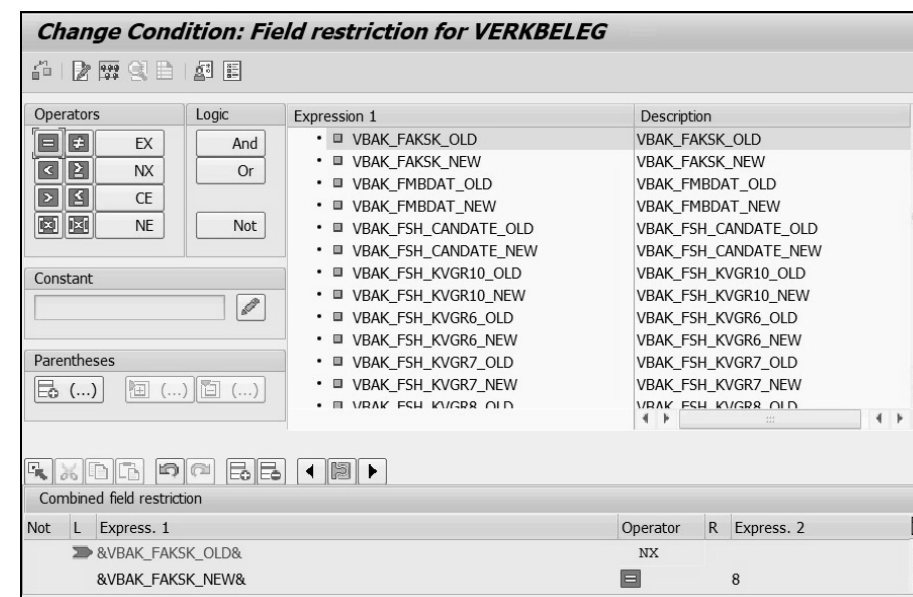 Change Condition: Field restriction for VERKBELEG
Operators Logic Expression 1 Description
EX And VBAK_FAKSK_OLD VBAK_FAKSK_OLD
NX Or VBAK_FAKSK_NEW VBAK_FAKSK_NEW
CE VBAK_FMBDAT_OLD VBAK_FMBDAT_OLD
VBAK_FMBDAT_NEW VBAK_FMBDAT_NEW
NE Not VBAK_FSH_CANDATE_OLD VBAK_FSH_CANDATE_OLD
VBAK_FSH_CANDATE_NEW VBAK_FSH_CANDATE_NEW
Constant VBAK_FSH_KVGR10_OLD VBAK_FSH_KVGR10_OLD
VBAK_FSH_KVGR10_NEW VBAK_FSH_KVGR10_NEW
VBAK_FSH_KVGR6_OLD VBAK_FSH_KVGR6_OLD
VBAK_FSH_KVGR6_NEW VBAK_FSH_KVGR6_NEW
Parentheses VBAK_FSH_KVGR7_OLD VBAK_FSH_KVGR7_OLD
(...) (...) (...) VBAK_FSH_KVGR7_NEW VBAK_FSH_KVGR7_NEW
VBAK_FSH_KVGR8_OLD VBAK_FSH_KVGR8_OLD
Combined field restriction
Not L Express. 1 Operator R Express. 2
&VBAK_FAKSK_OLD& NX
&VBAK_FAKSK_NEW& = 8